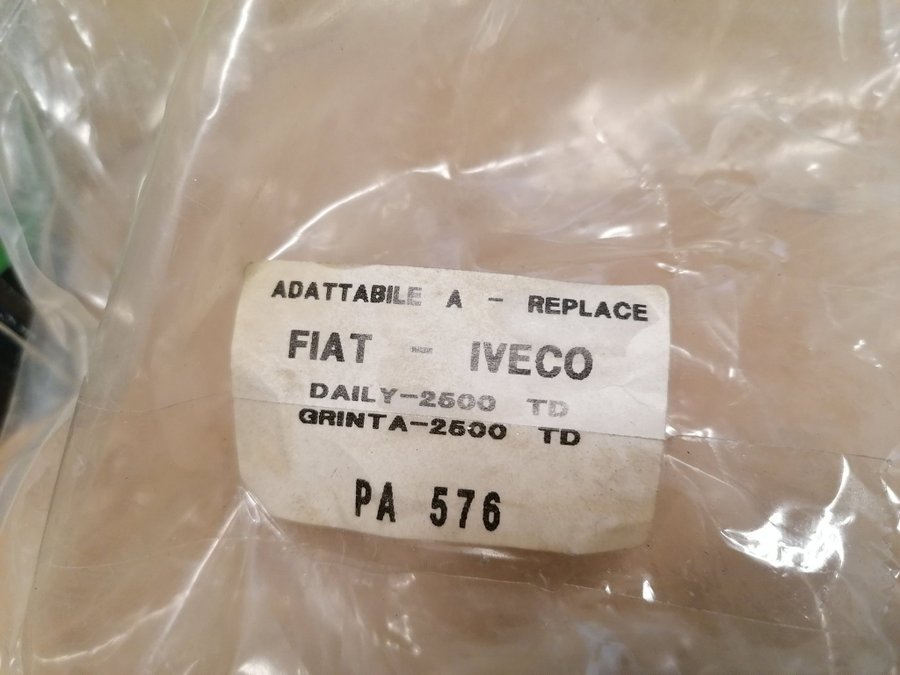 ADATTABILE A - REPLACE
FIAT - IVECO
DAILY-2500 TD
GRINTA-2500 TD
PA 576